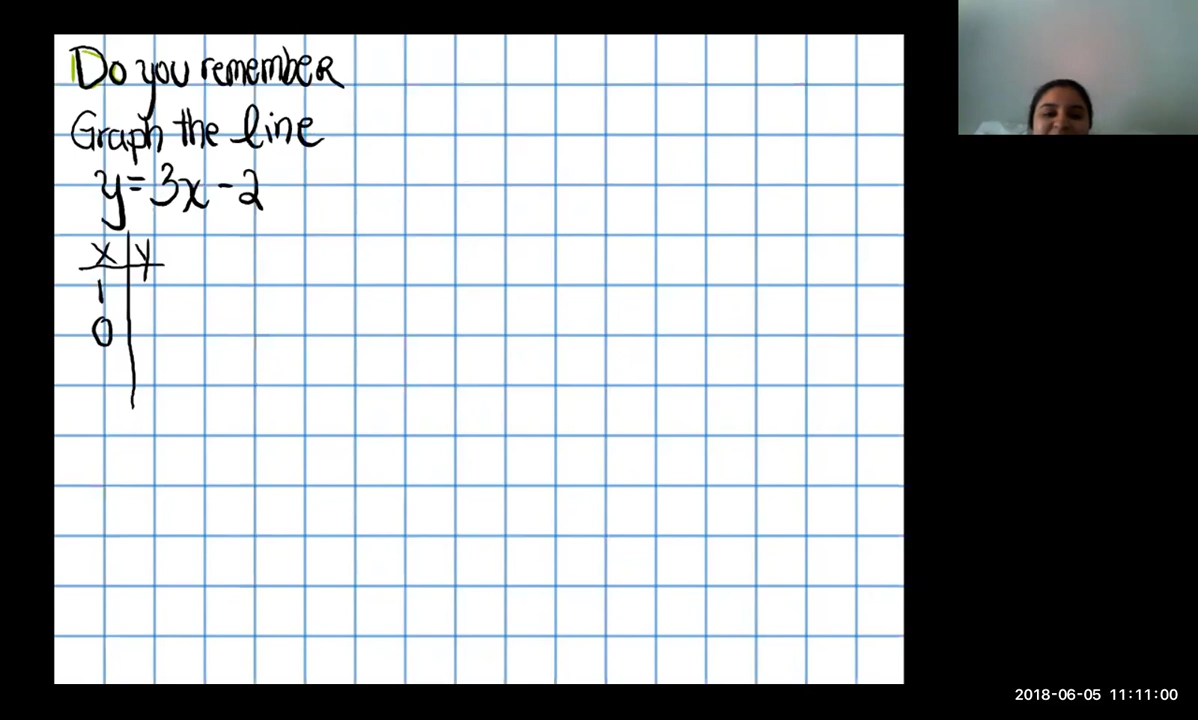 Do you remember
Graph the line
y=3x-2
x y
1
0
2018-06-05 11:11:00